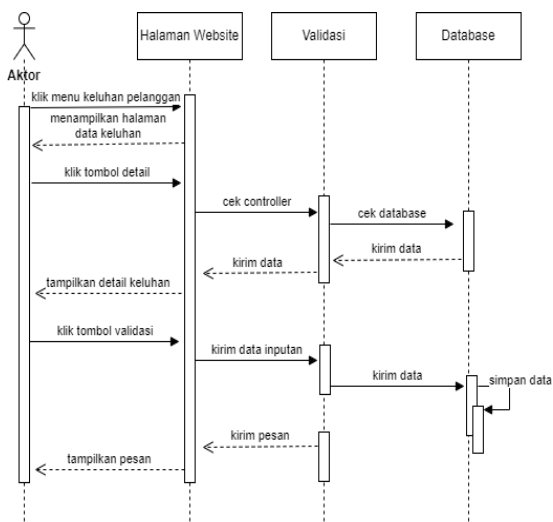 Halaman Website
Validasi
Database
Aktor
klik menu keluhan pelanggan
menampilkan halaman
data keluhan
klik tombol detail
cek controller
cek database
kirim data
kirim data
tampilkan detail keluhan
klik tombol validasi
kirim data inputan
kirim data
simpan data
kirim pesan
tampilkan pesan